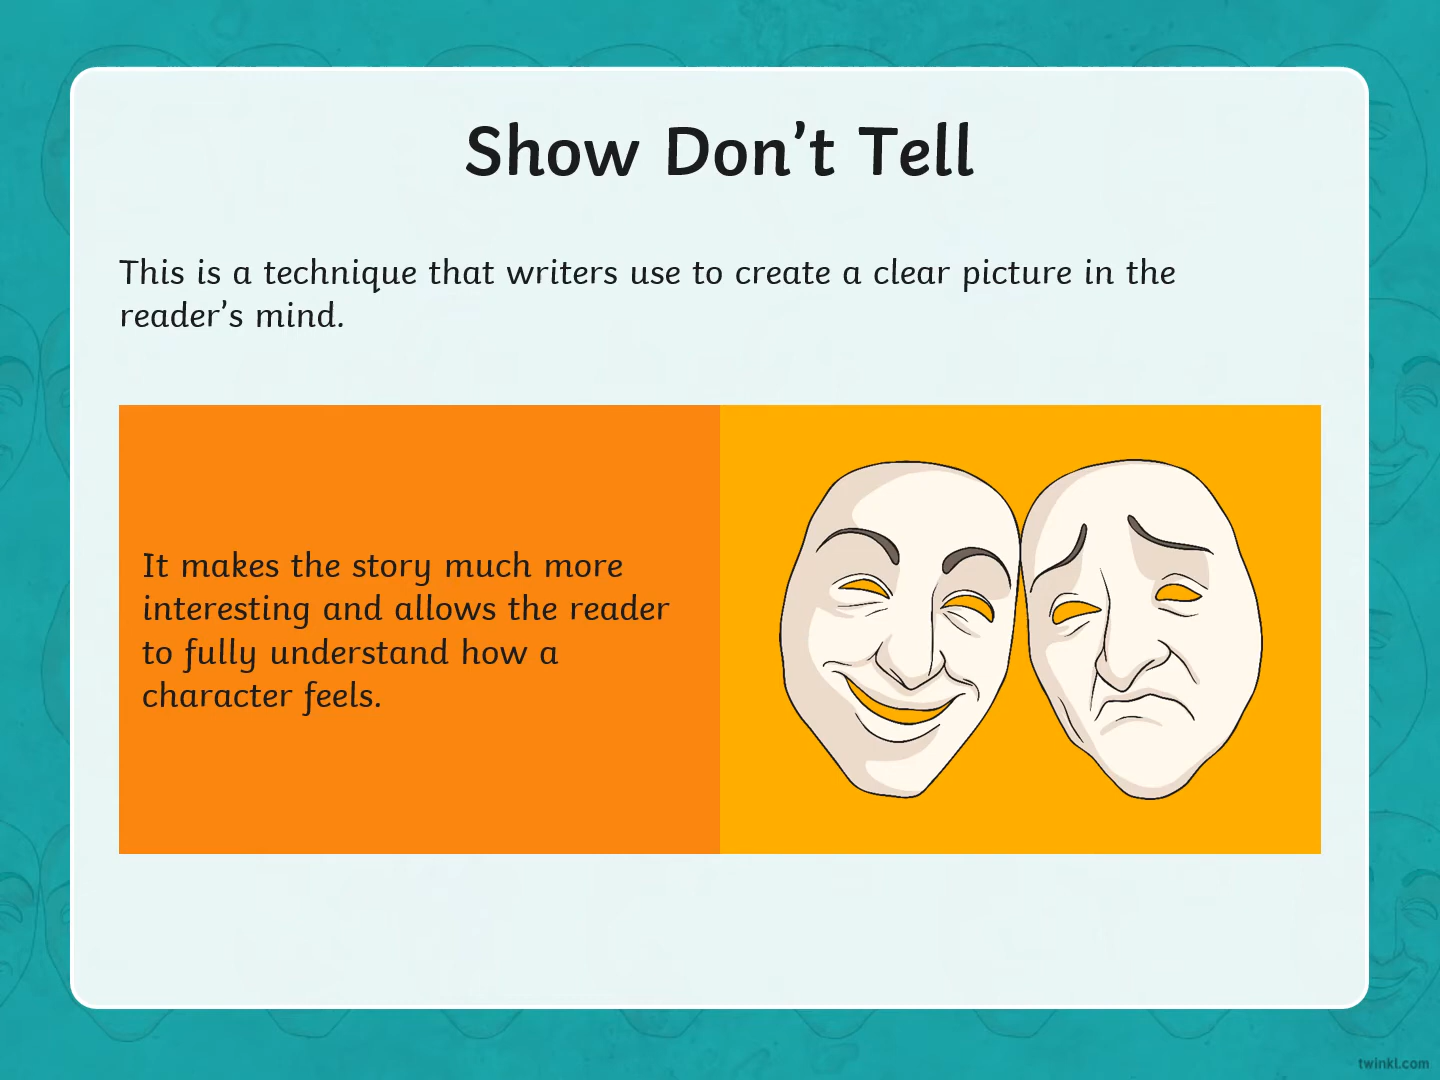 Show Don’t Tell
This is a technique that writers use to create a clear picture in the
reader’s mind.
It makes the story much more
interesting and allows the reader
to fully understand how a
character feels.
twinkl.com